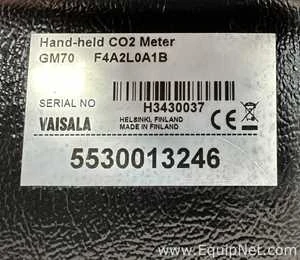 Hand-held CO2 Meter
GM70 F4A2L0A1B
SERIAL NO H3430037
VAISALA HELSINKI, FINLAND
MADE IN FINLAND
5530013246
www.EquipNet.com